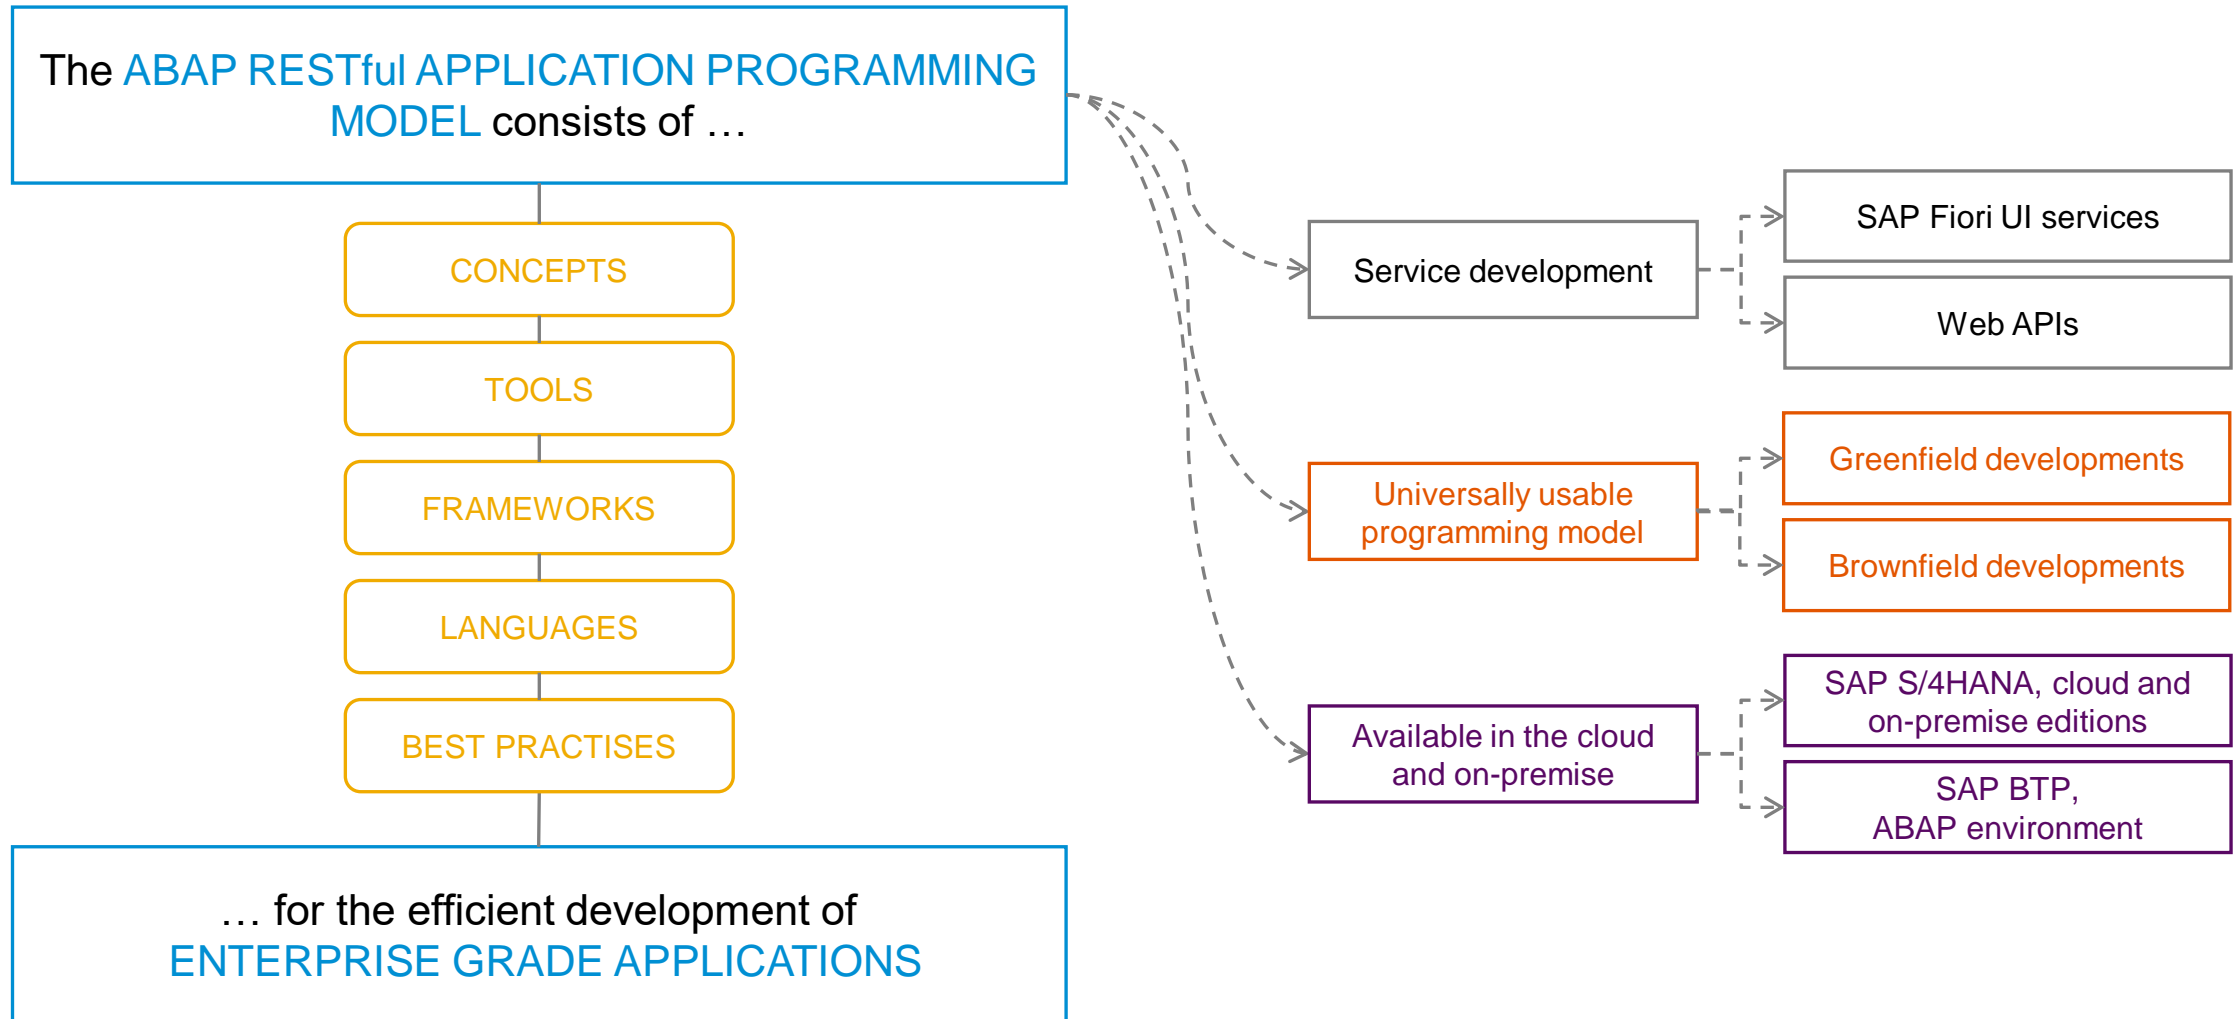 The ABAP RESTful APPLICATION PROGRAMMING
MODEL consists of …
CONCEPTS
TOOLS
FRAMEWORKS
LANGUAGES
BEST PRACTISES
… for the efficient development of
ENTERPRISE GRADE APPLICATIONS
Service development
SAP Fiori UI services
Web APIs
Universally usable
programming model
Greenfield developments
Brownfield developments
Available in the cloud
and on-premise
SAP S/4HANA, cloud and
on-premise editions
SAP BTP,
ABAP environment